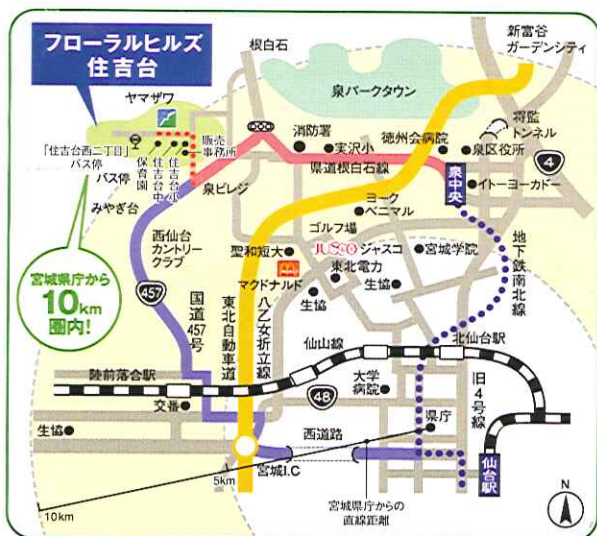 フローラルヒルズ
住吉台
新富谷
ガーデンシティ
根白石
泉パークタウン
ヤマザワ
「住吉台西二丁目」
バス停
バス停
保育園
住吉台中
住吉台小
販売
事務所
消防署
実沢小
徳州会病院
将監
トンネル
泉区役所
4
県道根白石線
泉中央
イトーヨーカドー
泉ビレジ
みやぎ台
ヨーク
ベニマル
西仙台
カントリー
クラブ
ゴルフ場
聖和短大
JUSCO ジャスコ
宮城学院
東北電力
マクドナルド
生協
生協
地下鉄南北線
宮城県庁から
10km
圏内!
457
国道457号
東北自動車道
八乙女折立線
仙山線
北仙台駅
陸前落合駅
48
大学
病院
旧4号線
交番
県庁
生協
西道路
仙台駅
宮城I.C
5km
10km
宮城県庁からの
直線距離
N